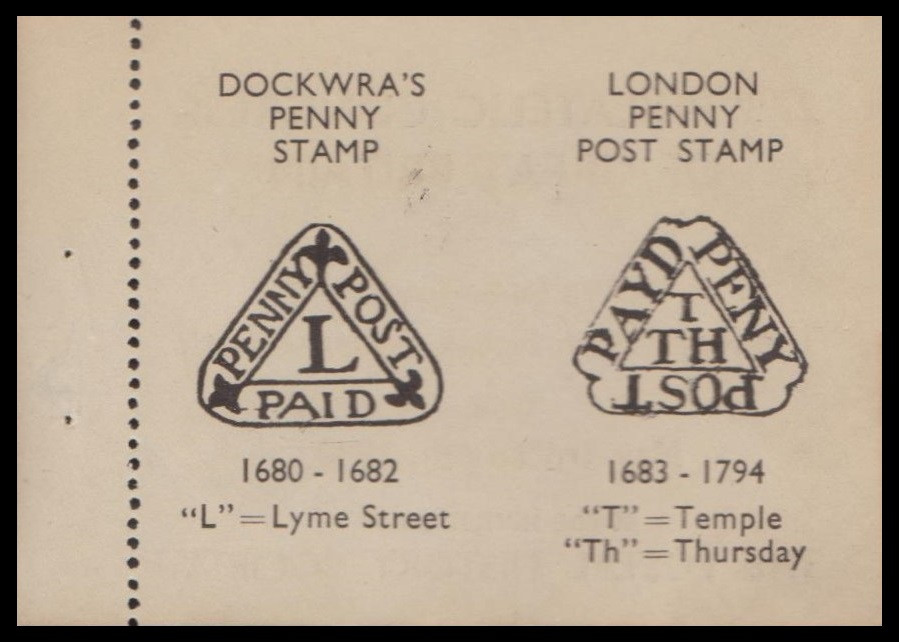 DOCKWRA'S
PENNY
STAMP
PENNY POST
L
PAID
1680 - 1682
"L"=Lyme Street
LONDON
PENNY
POST STAMP
PAYD PENY
T
TH
POST
1683 - 1794
"T"=Temple
"Th"=Thursday